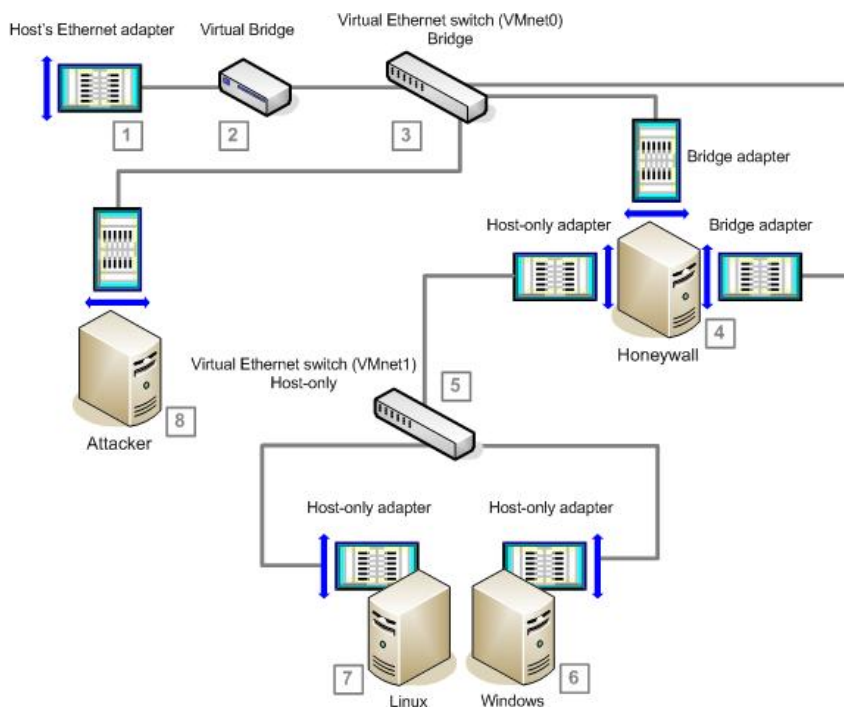 Host's Ethernet adapter
Virtual Bridge
Virtual Ethernet switch (VMnet0)
Bridge
1
2
3
Bridge adapter
Host-only adapter
Bridge adapter
4
Honeywall
Virtual Ethernet switch (VMnet1)
Host-only
5
8
Attacker
Host-only adapter
Host-only adapter
7
Linux
Windows
6